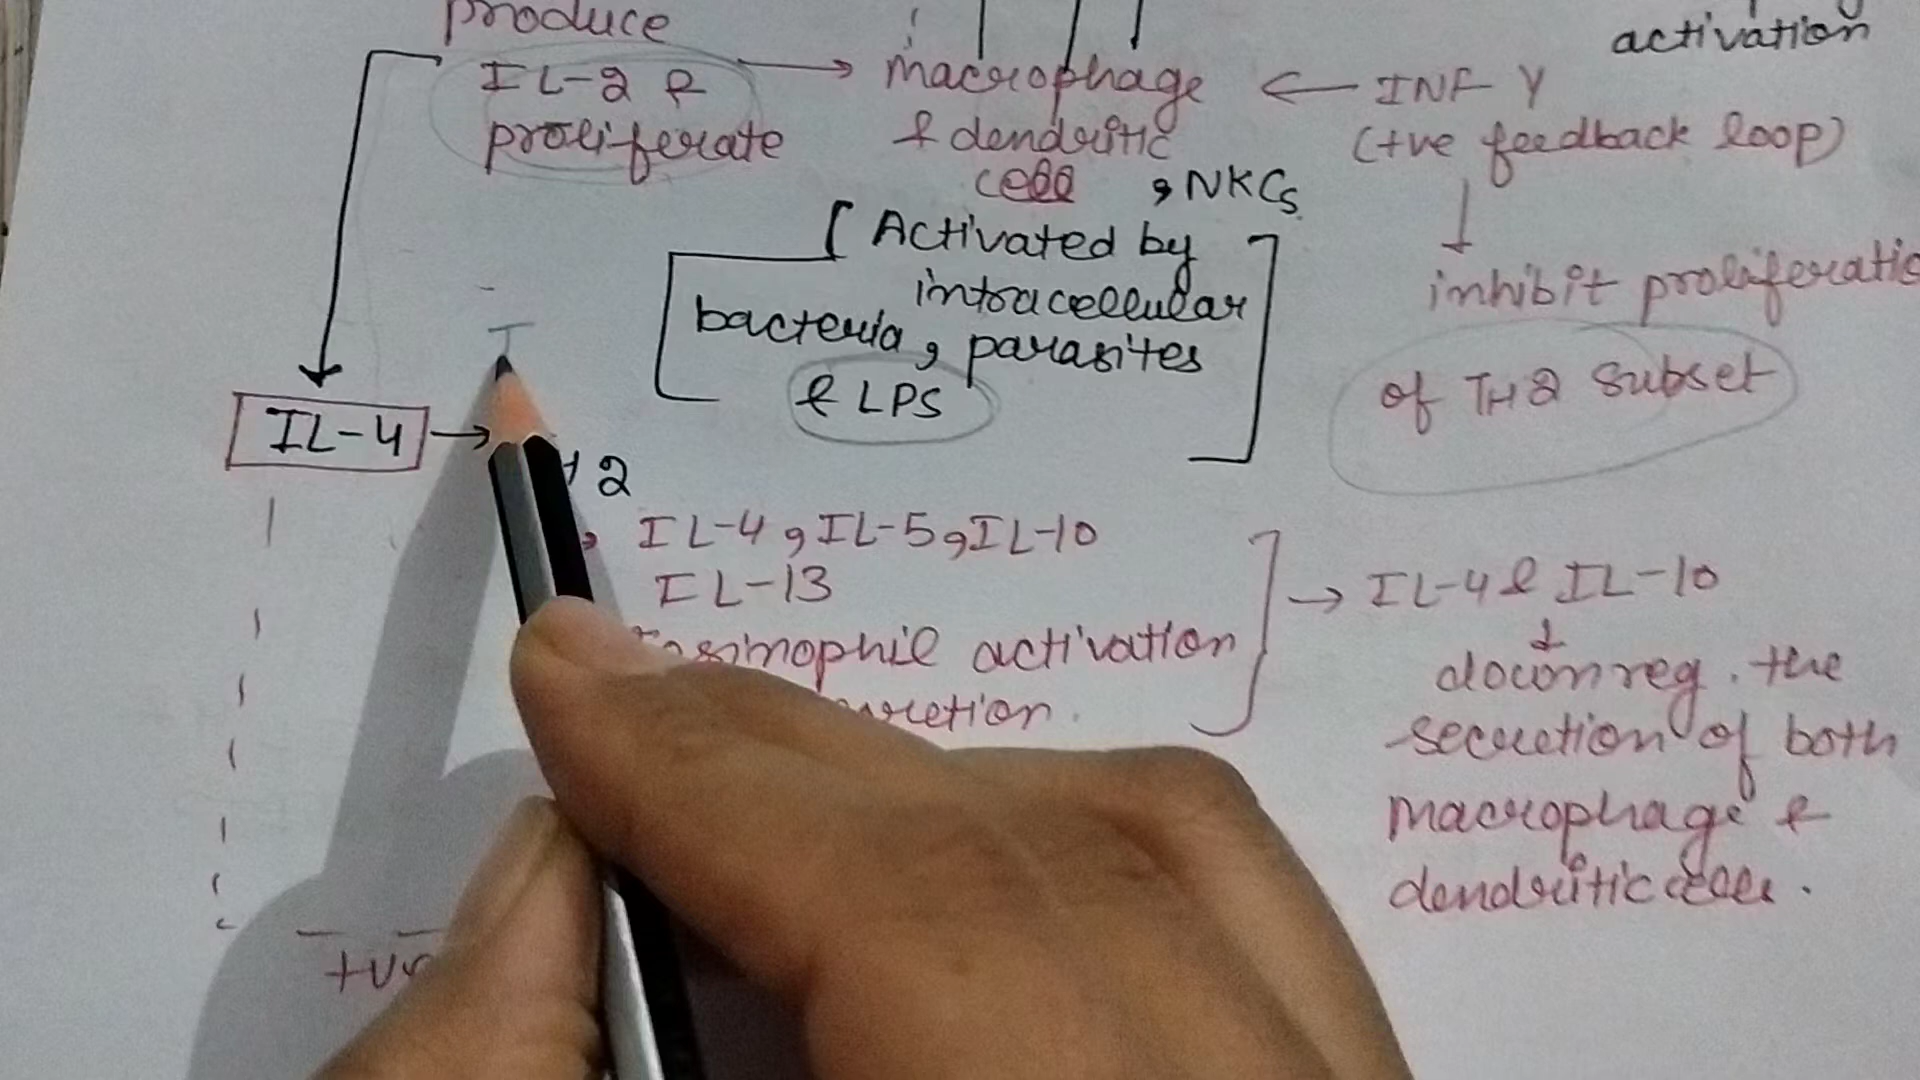 produce
activation
IL-2 &
proliferate
macrophage
& dendritic
cell , NKCs
INF γ
(+ve feedback loop)
inhibit proliferatio
of TH2 subset
[ Activated by
intracellular
bacteria, parasites
& LPS ]
IL-4
2
IL-4, IL-5, IL-10
IL-13
Eosinophil activation
IL-4 & IL-10
downreg. the
secretion of both
macrophage &
dendritic cell.